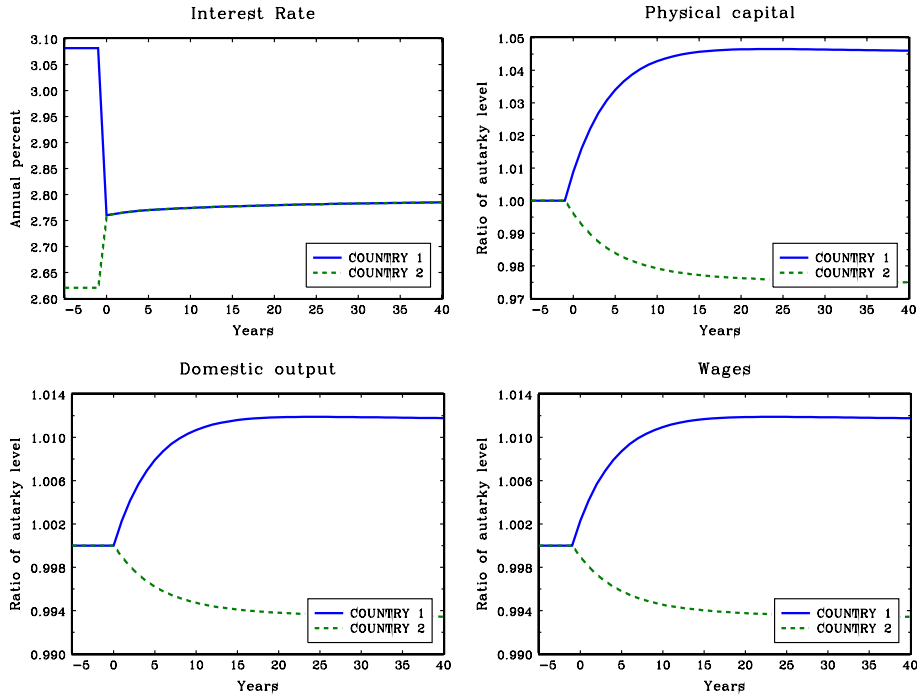 Interest Rate
Annual percent
3.10
3.05
3.00
2.95
2.90
2.85
2.80
2.75
2.70
2.65
2.60
−5 0 5 10 15 20 25 30 35 40
Years
COUNTRY 1
COUNTRY 2
Physical capital
Ratio of autarky level
1.05
1.04
1.03
1.02
1.01
1.00
0.99
0.98
0.97
−5 0 5 10 15 20 25 30 35 40
Years
COUNTRY 1
COUNTRY 2
Domestic output
Ratio of autarky level
1.014
1.010
1.006
1.002
0.998
0.994
0.990
−5 0 5 10 15 20 25 30 35 40
Years
COUNTRY 1
COUNTRY 2
Wages
Ratio of autarky level
1.014
1.010
1.006
1.002
0.998
0.994
0.990
−5 0 5 10 15 20 25 30 35 40
Years
COUNTRY 1
COUNTRY 2